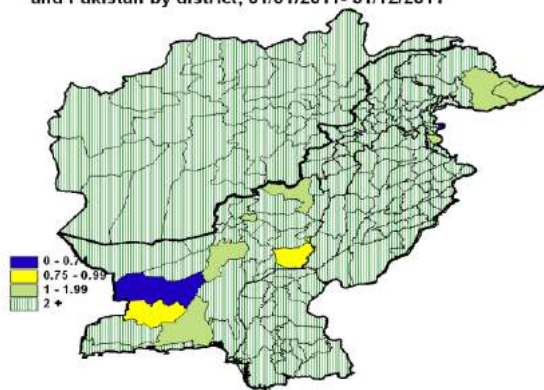 and Pakistan by district, 01/01/2011- 31/12/2011
0 - 0.7
0.75 - 0.99
1 - 1.99
2 +